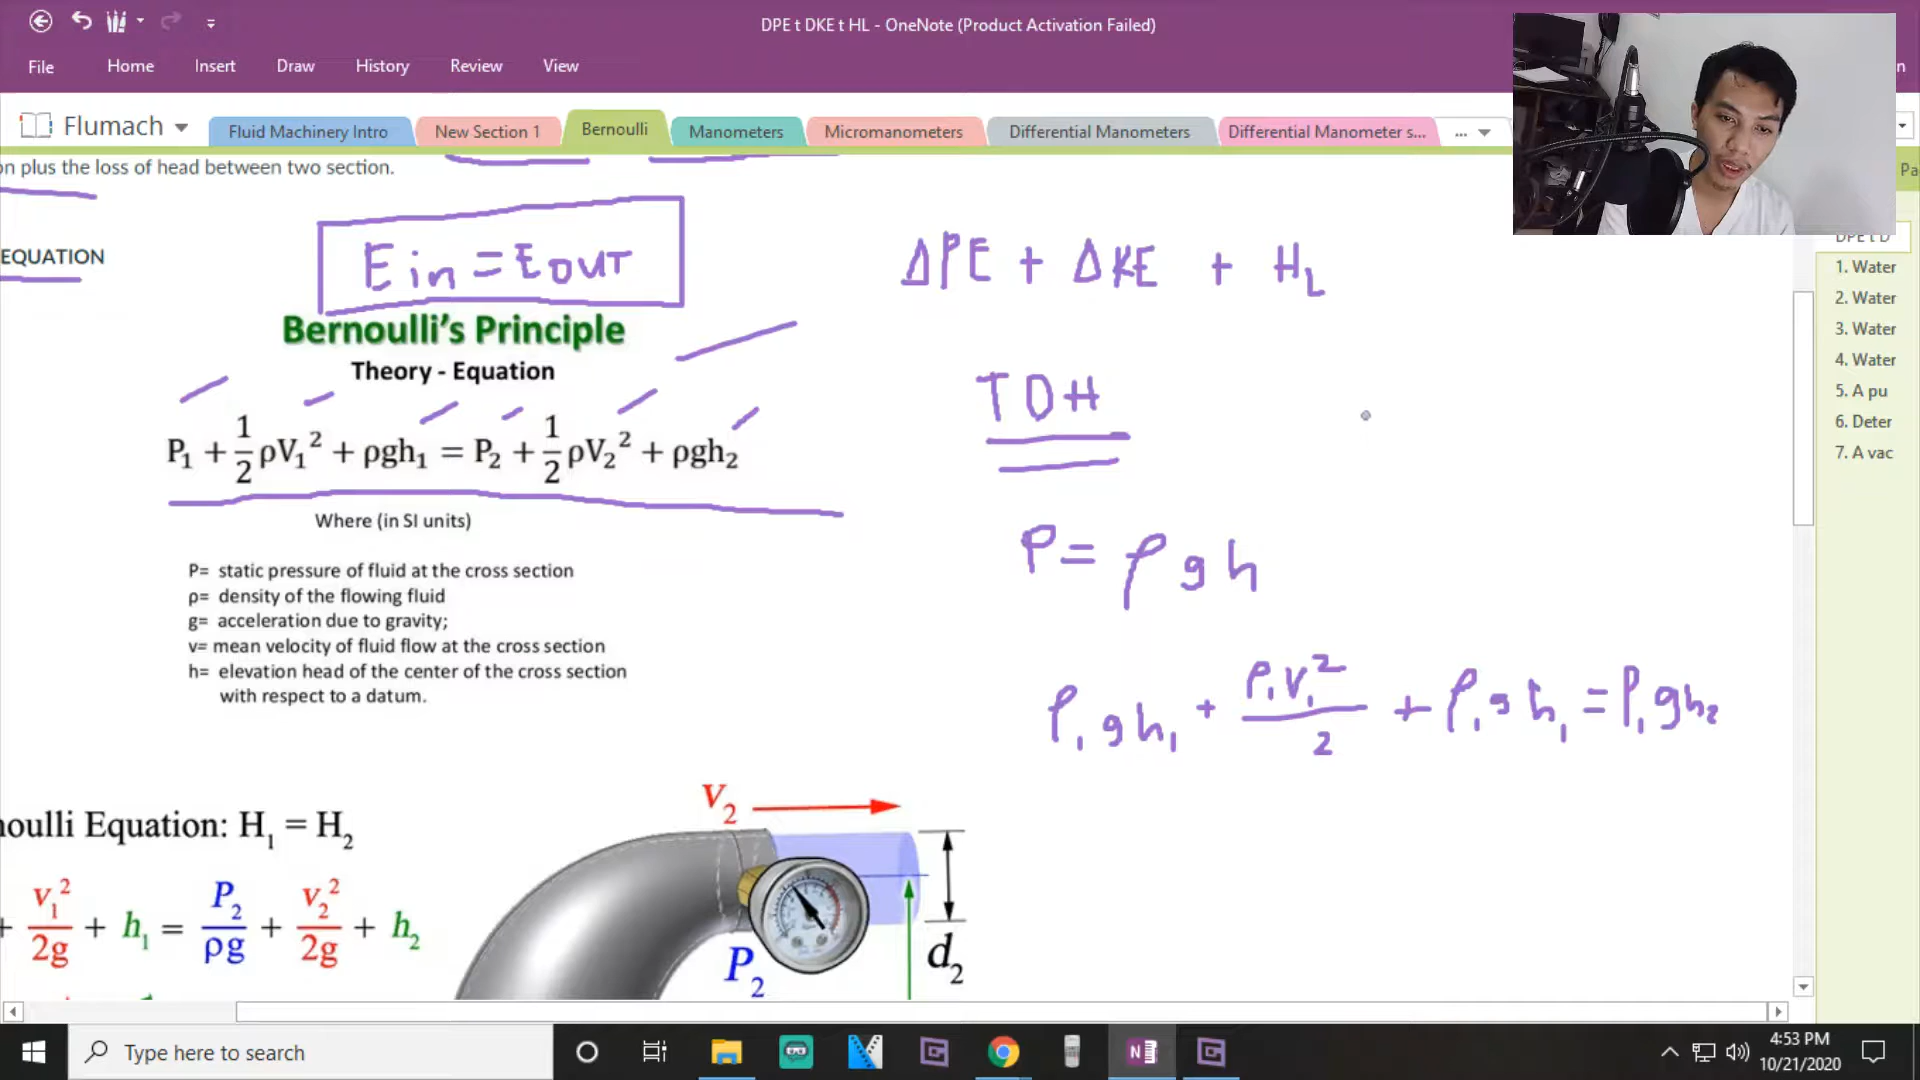 DPE t DKE t HL - OneNote (Product Activation Failed)
File Home Insert Draw History Review View
Flumach Fluid Machinery Intro New Section 1 Bernoulli Manometers Micromanometers Differential Manometers Differential Manometer s... ...
on plus the loss of head between two section.
Pa
DPE t D
1. Water
2. Water
3. Water
4. Water
5. A pu
6. Deter
7. A vac
EQUATION
Ein = EOUT
ΔPE + ΔKE + HL
Bernoulli's Principle
Theory - Equation
TDH
P₁ + 1/2 ρV₁² + ρgh₁ = P₂ + 1/2 ρV₂² + ρgh₂
Where (in SI units)
P = ρgh
P= static pressure of fluid at the cross section
ρ= density of the flowing fluid
g= acceleration due to gravity;
v= mean velocity of fluid flow at the cross section
h= elevation head of the center of the cross section
with respect to a datum.
ρ₁gh₁ + ρ₁V₁²/2 + ρ₁gh₁ = ρ₁gh₂
noulli Equation: H₁ = H₂
+ v₁²/2g + h₁ = P₂/ρg + v₂²/2g + h₂
V₂
P₂
d₂
Type here to search
4:53 PM
10/21/2020